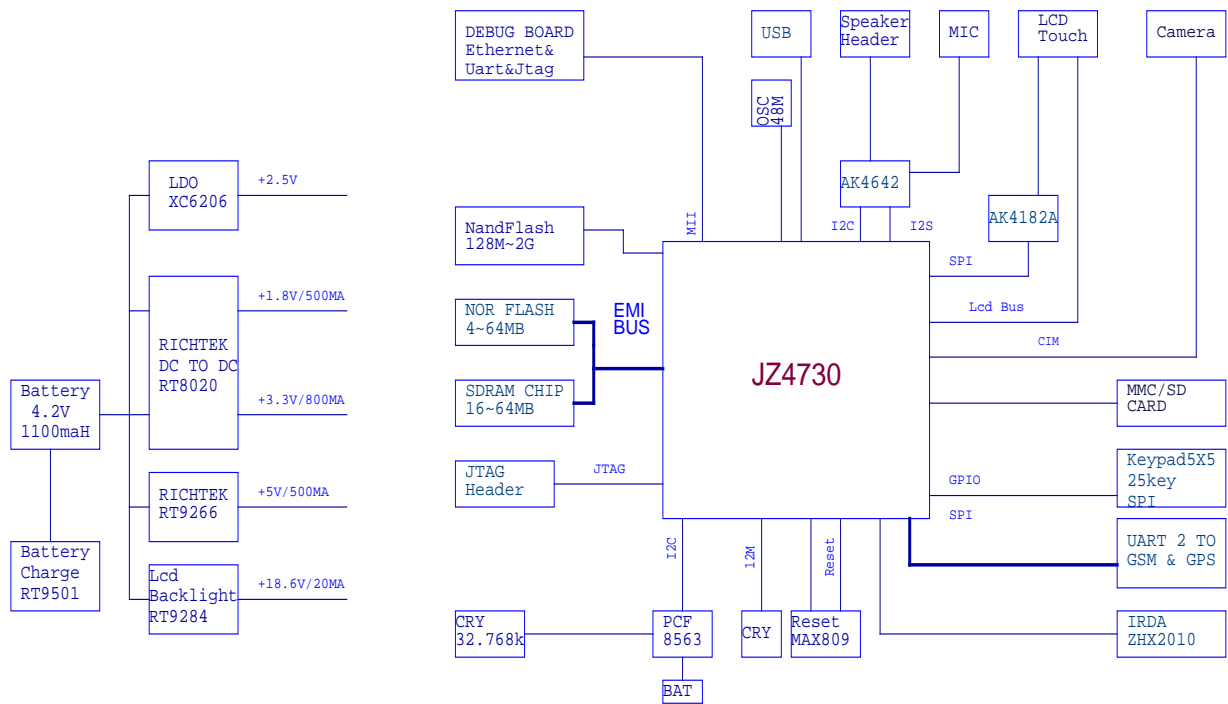 DEBUG BOARD
Ethernet&
Uart&Jtag
USB
Speaker
Header
MIC
LCD
Touch
Camera
OSC
48M
LDO
XC6206
+2.5V
AK4642
AK4182A
NandFlash
128M~2G
MII
I2C
I2S
SPI
+1.8V/500MA
NOR FLASH
4~64MB
EMI
BUS
Lcd Bus
CIM
RICHTEK
DC TO DC
RT8020
JZ4730
Battery
4.2V
1100maH
+3.3V/800MA
SDRAM CHIP
16~64MB
MMC/SD
CARD
RICHTEK
RT9266
+5V/500MA
JTAG
Header
JTAG
GPIO
Keypad5X5
25key
SPI
SPI
Battery
Charge
RT9501
Lcd
Backlight
RT9284
+18.6V/20MA
I2C
12M
Reset
UART 2 TO
GSM & GPS
CRY
32.768k
PCF
8563
CRY
Reset
MAX809
IRDA
ZHX2010
BAT